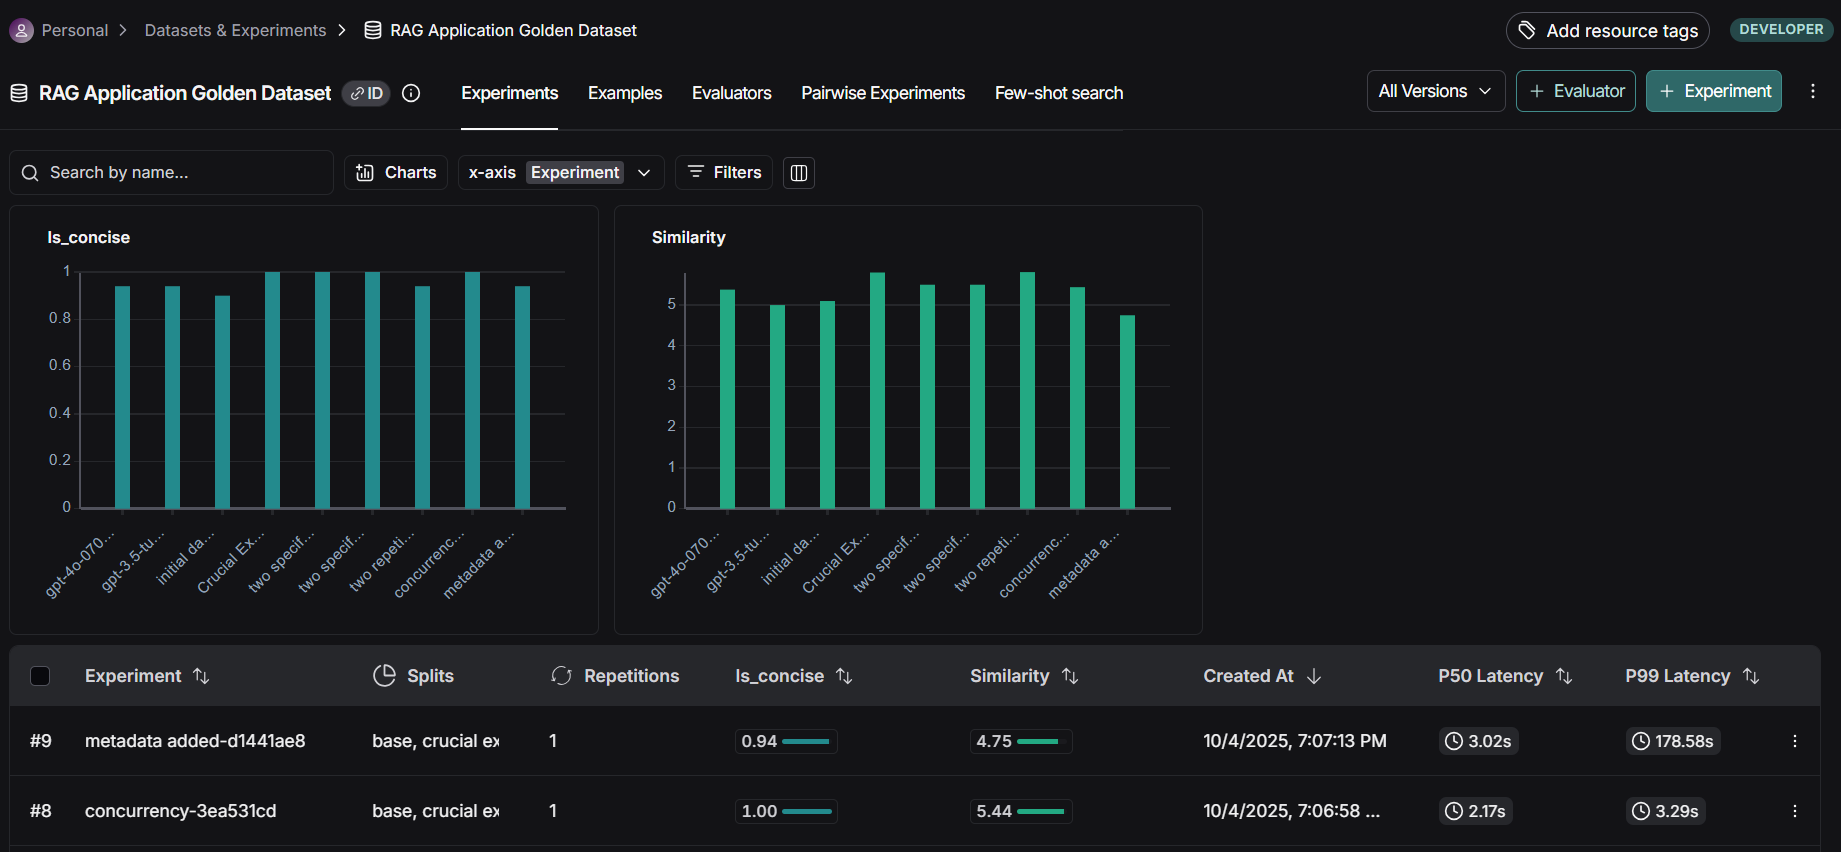 Personal > Datasets & Experiments > RAG Application Golden Dataset
Add resource tags
DEVELOPER
RAG Application Golden Dataset
ID
Experiments
Examples
Evaluators
Pairwise Experiments
Few-shot search
All Versions
+ Evaluator
+ Experiment
Search by name...
Charts
x-axis Experiment
Filters
Is_concise
1
0.8
0.6
0.4
0.2
0
gpt-4o-070...
gpt-3.5-tu...
initial da...
Crucial Ex...
two specif...
two specif...
two repeti...
concurrenc...
metadata a...
Similarity
5
4
3
2
1
0
gpt-4o-070...
gpt-3.5-tu...
initial da...
Crucial Ex...
two specif...
two specif...
two repeti...
concurrenc...
metadata a...
Experiment Splits Repetitions Is_concise Similarity Created At P50 Latency P99 Latency
#9 metadata added-d1441ae8 base, crucial ex 1 0.94 4.75 10/4/2025, 7:07:13 PM 3.02s 178.58s
#8 concurrency-3ea531cd base, crucial ex 1 1.00 5.44 10/4/2025, 7:06:58 ... 2.17s 3.29s